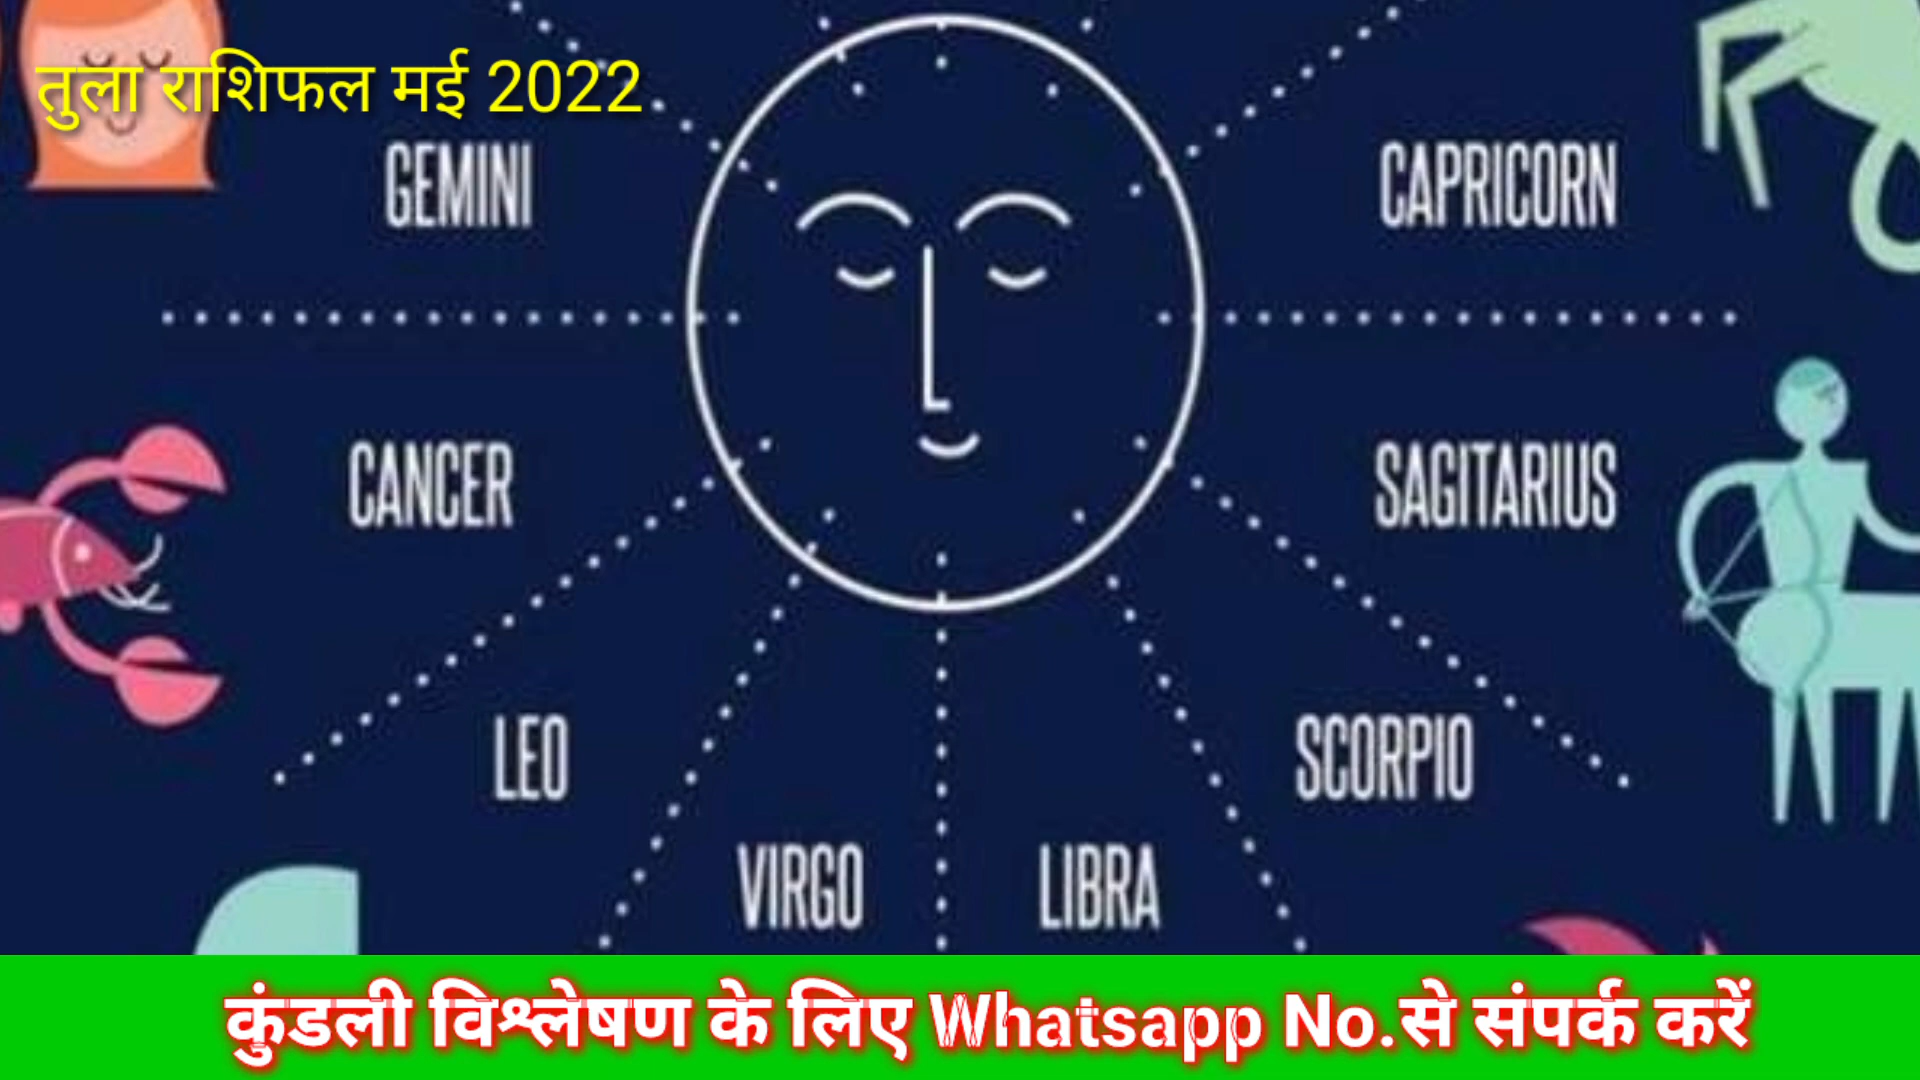 तुला राशिफल मई 2022
GEMINI
CAPRICORN
CANCER
SAGITARIUS
LEO
SCORPIO
VIRGO
LIBRA
कुंडली विश्लेषण के लिए Whatsapp No.से संपर्क करें